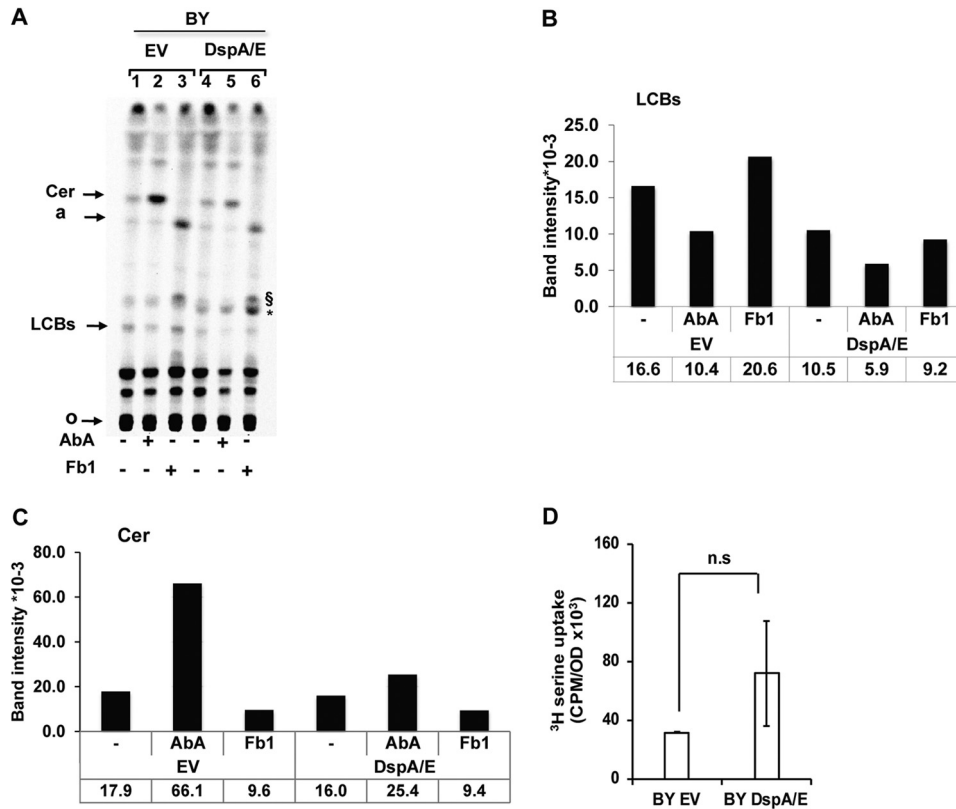 A
BY
EV DspA/E
1 2 3 4 5 6
Cer
a
§
*
LCBs
o
AbA - + - - + -
Fb1 - - + - - +
B
LCBs
Band intensity*10-3
25.0
20.0
15.0
10.0
5.0
0.0
- AbA Fb1 - AbA Fb1
EV DspA/E
16.6 10.4 20.6 10.5 5.9 9.2
C
Cer
Band intensity *10-3
80.0
60.0
40.0
20.0
0.0
- AbA Fb1 - AbA Fb1
EV DspA/E
17.9 66.1 9.6 16.0 25.4 9.4
D
³H serine uptake
(CPM/OD x10³)
160
120
80
40
0
n.s
BY EV BY DspA/E